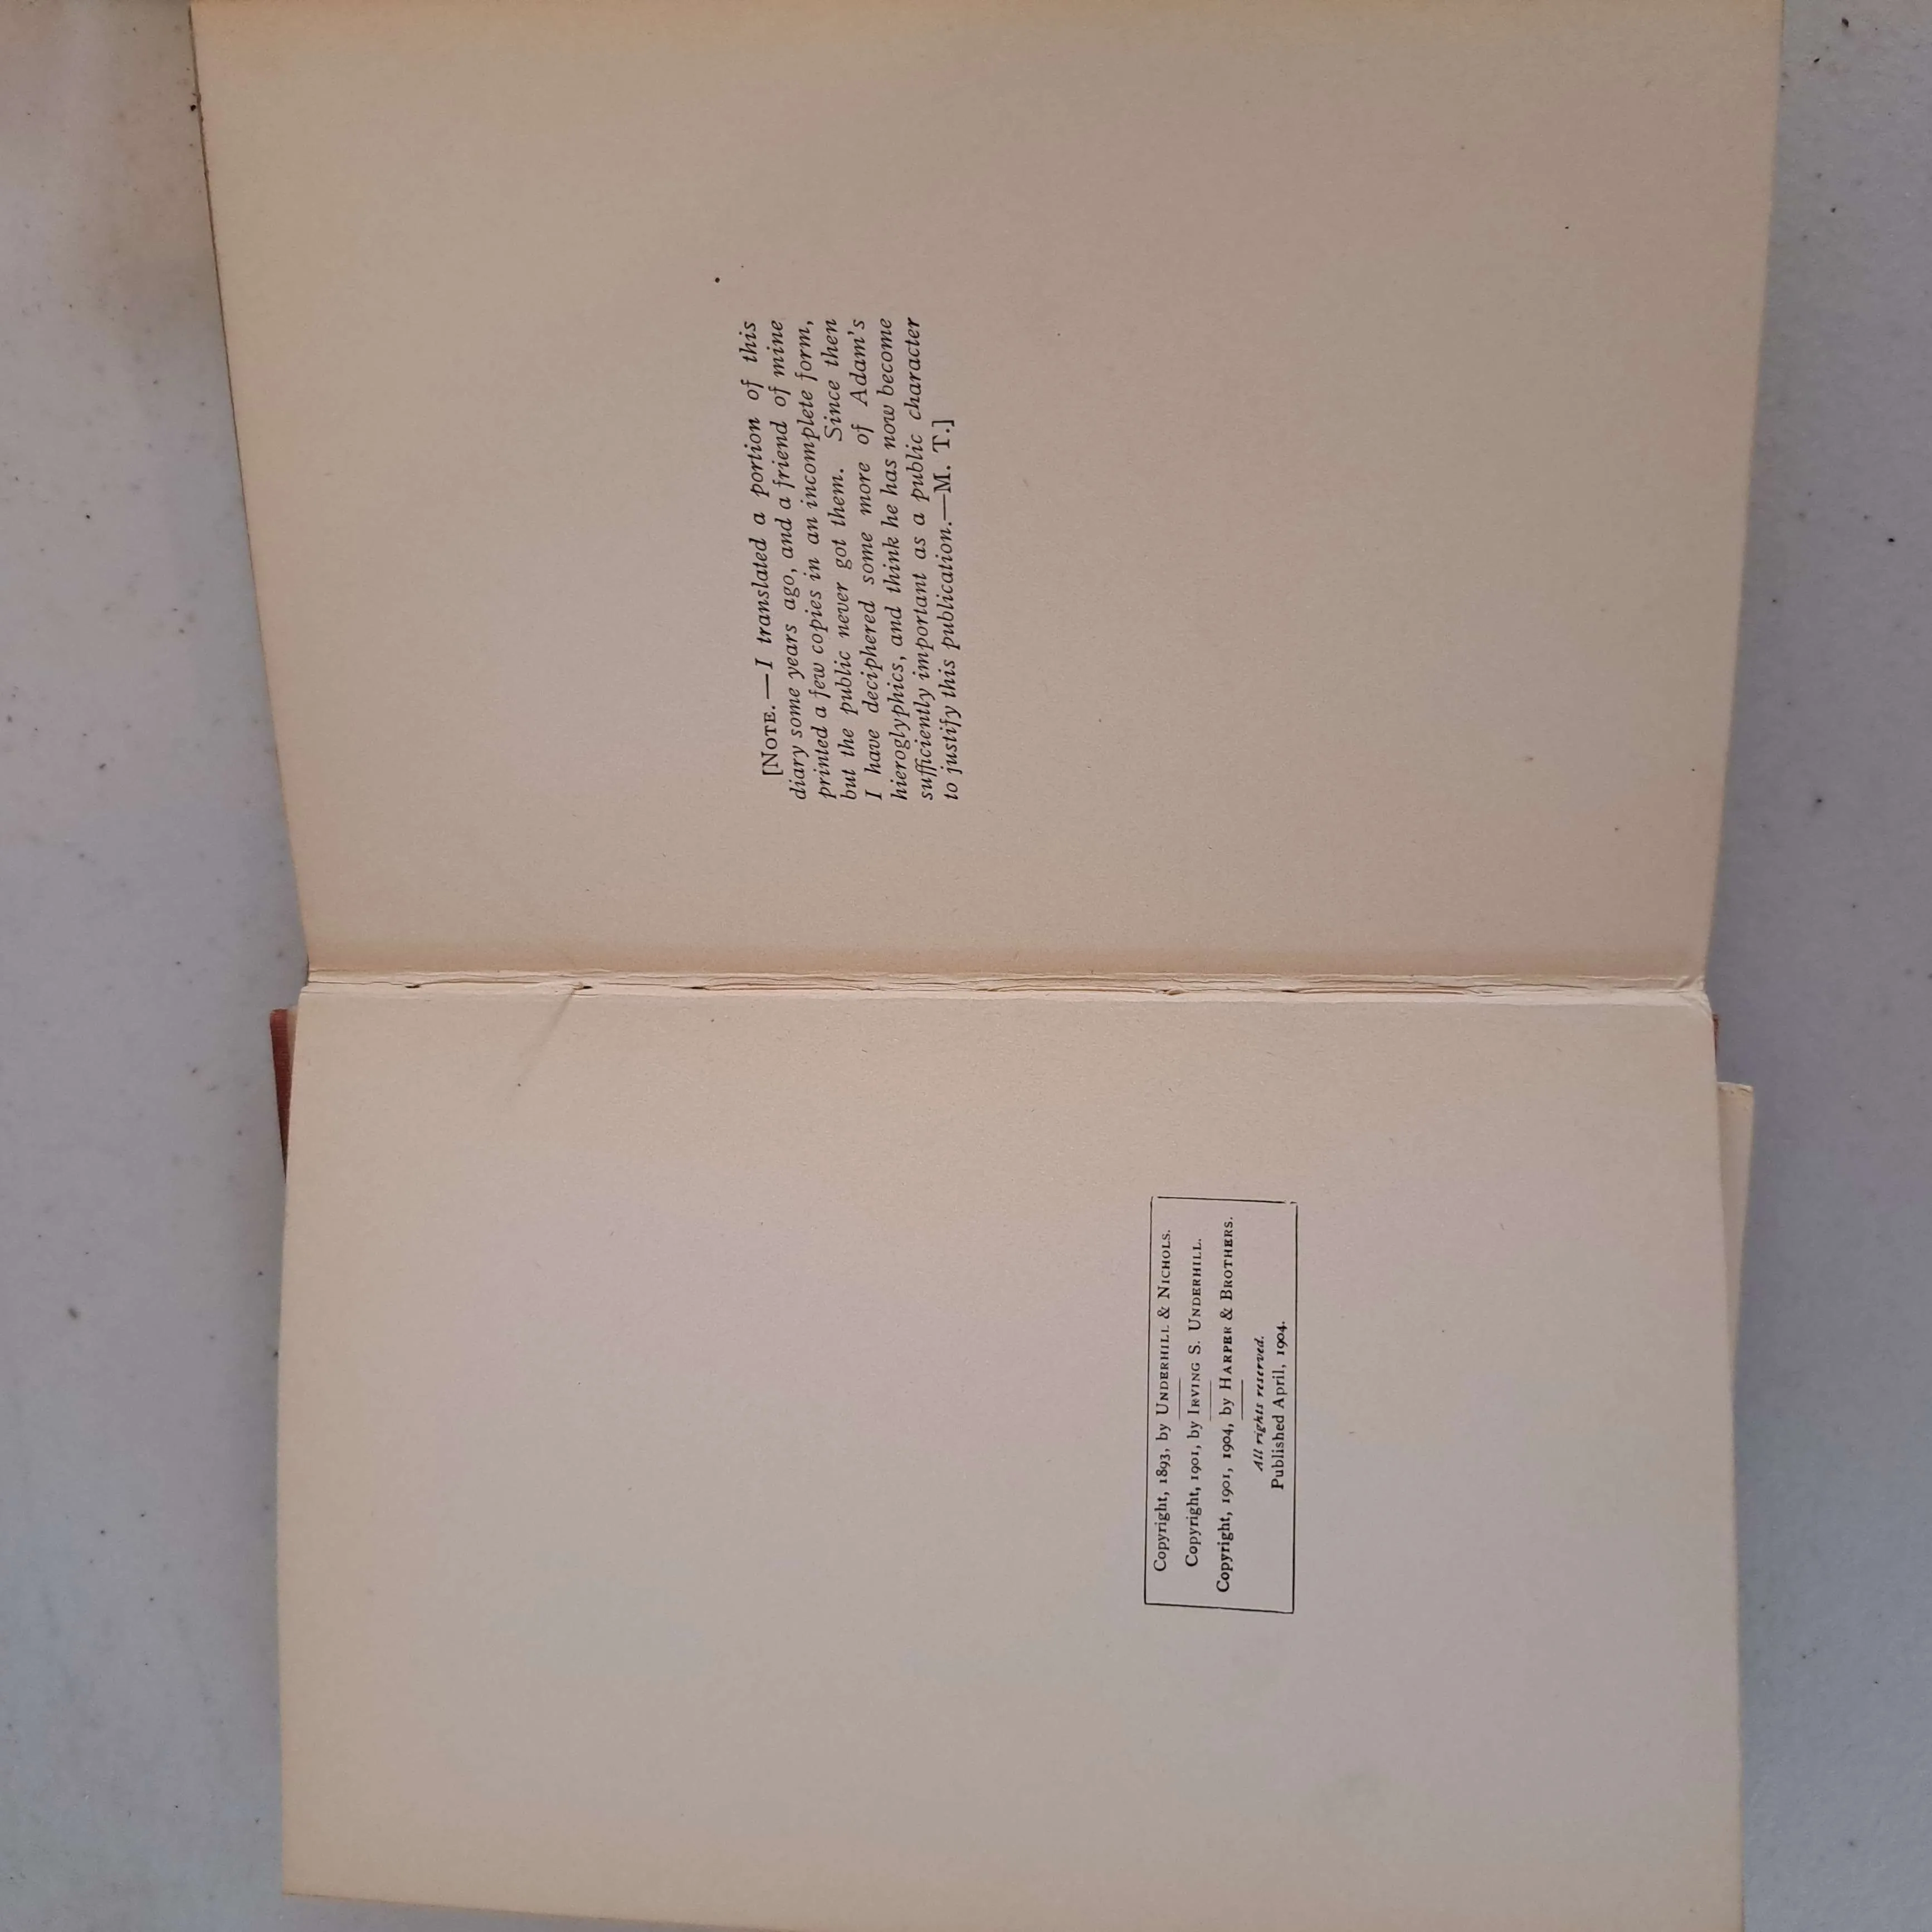 Copyright, 1893, by UNDERHILL & NICHOLS.
Copyright, 1901, by IRVING S. UNDERHILL.
Copyright, 1901, 1904, by HARPER & BROTHERS.
All rights reserved.
Published April, 1904.
[NOTE.—I translated a portion of this
diary some years ago, and a friend of mine
printed a few copies in an incomplete form,
but the public never got them. Since then
I have deciphered some more of Adam's
hieroglyphics, and think he has now become
sufficiently important as a public character
to justify this publication.—M. T.]